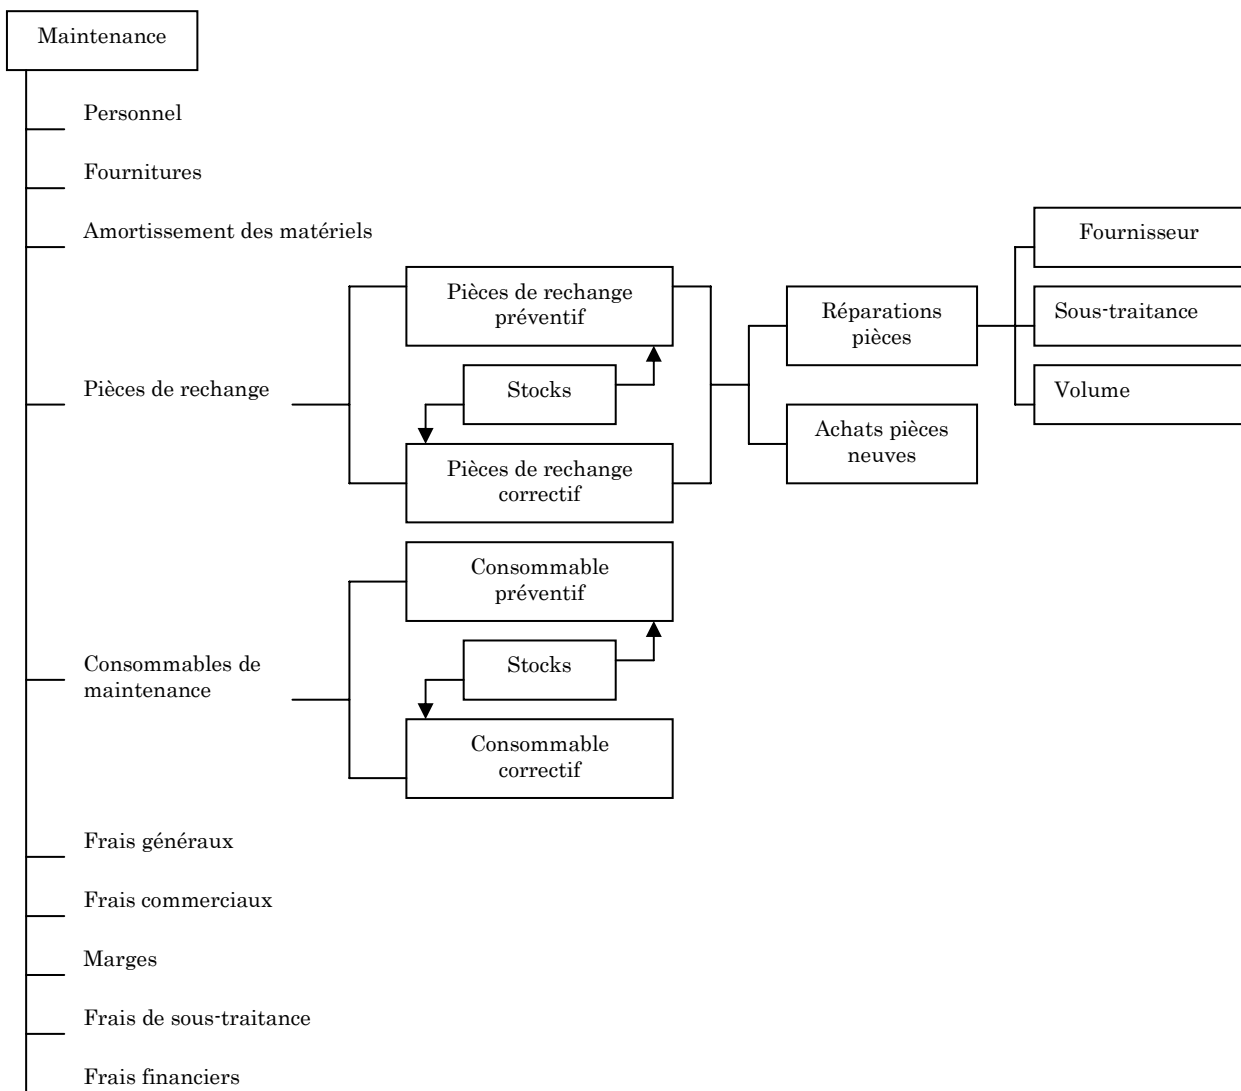 Maintenance
Personnel
Fournitures
Amortissement des matériels
Fournisseur
Pièces de rechange
préventif
Réparations
pièces
Sous-traitance
Pièces de rechange
Stocks
Volume
Achats pièces
neuves
Pièces de rechange
correctif
Consommable
préventif
Consommables de
maintenance
Stocks
Consommable
correctif
Frais généraux
Frais commerciaux
Marges
Frais de sous-traitance
Frais financiers